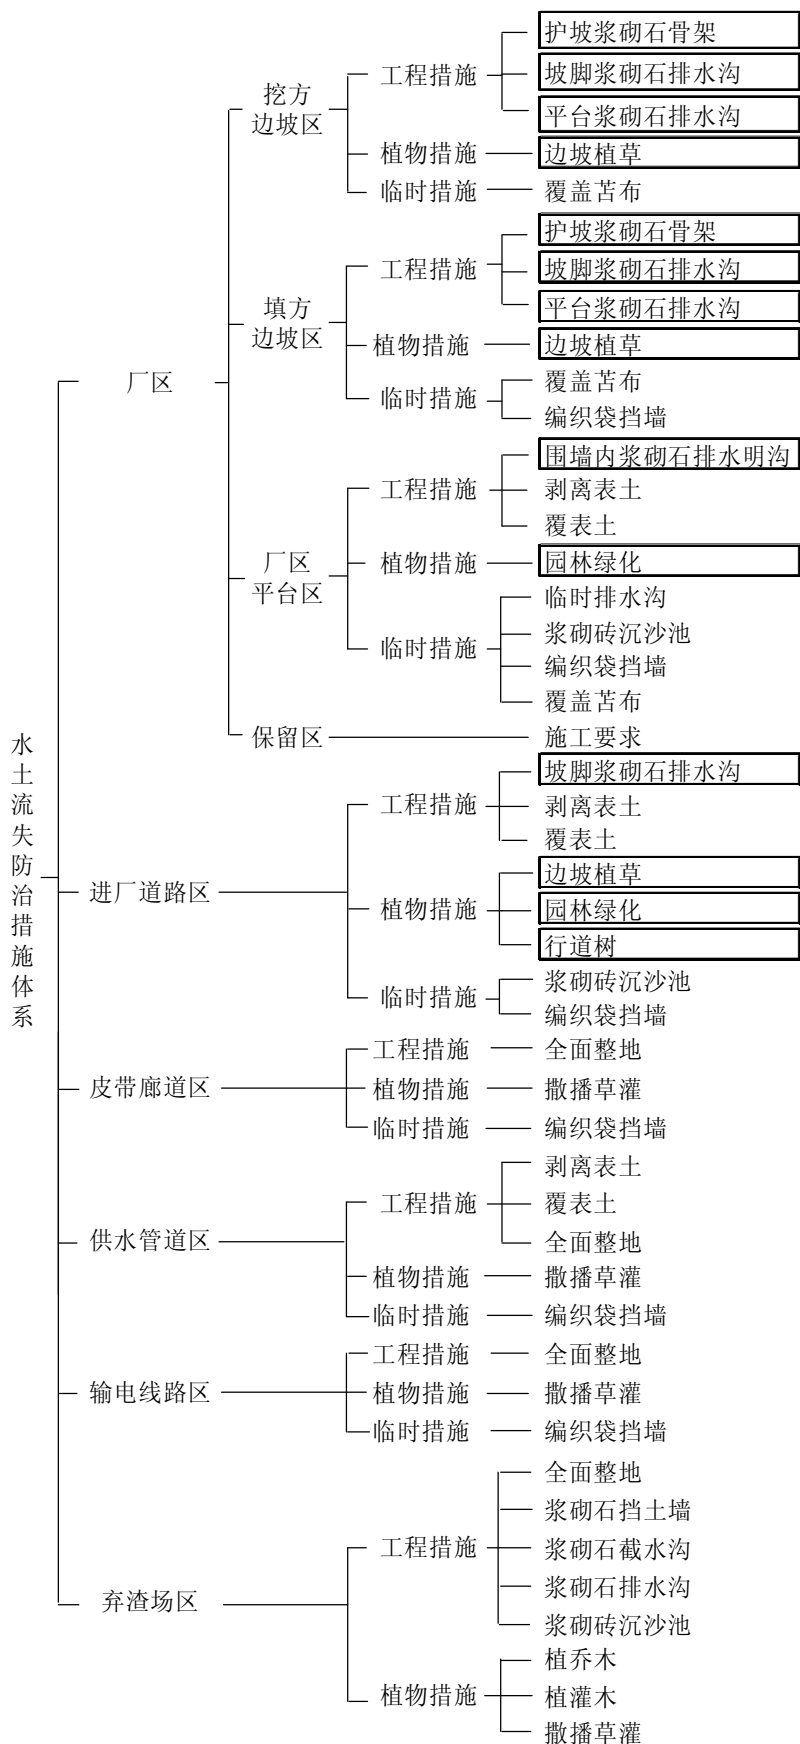 水土流失防治措施体系
厂区
挖方
边坡区
工程措施
护坡浆砌石骨架
坡脚浆砌石排水沟
平台浆砌石排水沟
植物措施
边坡植草
临时措施
覆盖苫布
填方
边坡区
工程措施
护坡浆砌石骨架
坡脚浆砌石排水沟
平台浆砌石排水沟
植物措施
边坡植草
临时措施
覆盖苫布
编织袋挡墙
厂区
平台区
工程措施
围墙内浆砌石排水明沟
剥离表土
覆表土
植物措施
园林绿化
临时措施
临时排水沟
浆砌砖沉沙池
编织袋挡墙
覆盖苫布
保留区
施工要求
进厂道路区
工程措施
坡脚浆砌石排水沟
剥离表土
覆表土
植物措施
边坡植草
园林绿化
行道树
临时措施
浆砌砖沉沙池
编织袋挡墙
皮带廊道区
工程措施
全面整地
植物措施
撒播草灌
临时措施
编织袋挡墙
供水管道区
工程措施
剥离表土
覆表土
全面整地
植物措施
撒播草灌
临时措施
编织袋挡墙
输电线路区
工程措施
全面整地
植物措施
撒播草灌
临时措施
编织袋挡墙
弃渣场区
工程措施
全面整地
浆砌石挡土墙
浆砌石截水沟
浆砌石排水沟
浆砌砖沉沙池
植物措施
植乔木
植灌木
撒播草灌